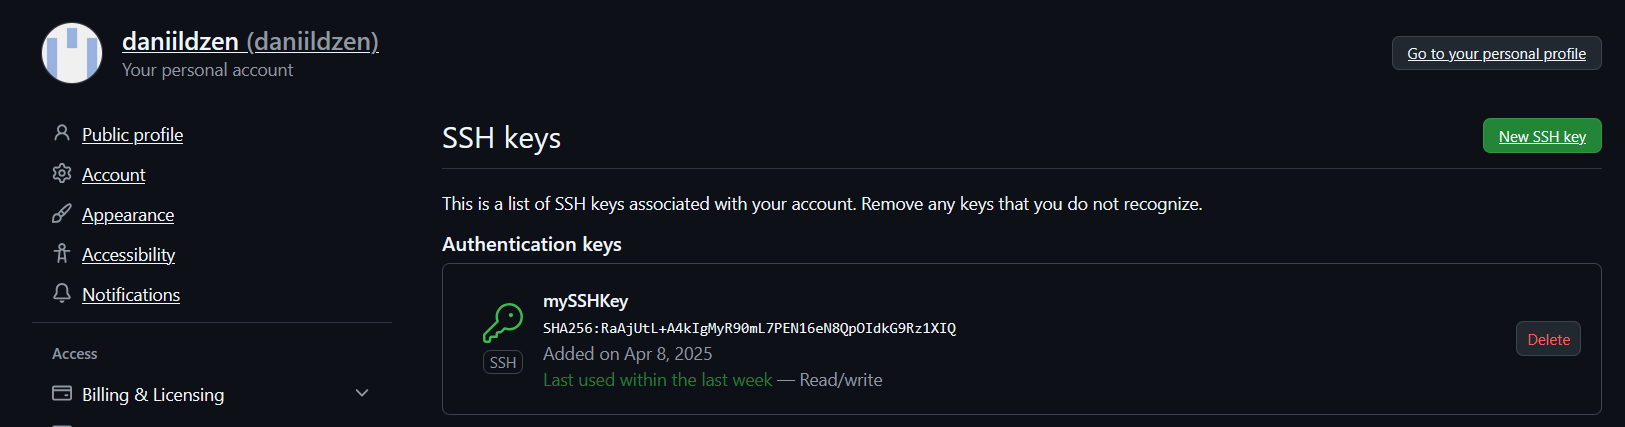 daniildzen (daniildzen)
Your personal account
Go to your personal profile
Public profile
Account
Appearance
Accessibility
Notifications
Access
Billing & Licensing
SSH keys
New SSH key
This is a list of SSH keys associated with your account. Remove any keys that you do not recognize.
Authentication keys
mySSHKey
SHA256:RaAjUtL+A4kIgMyR90mL7PEN16eN8QpOIdkG9Rz1XIQ
SSH
Added on Apr 8, 2025
Last used within the last week — Read/write
Delete